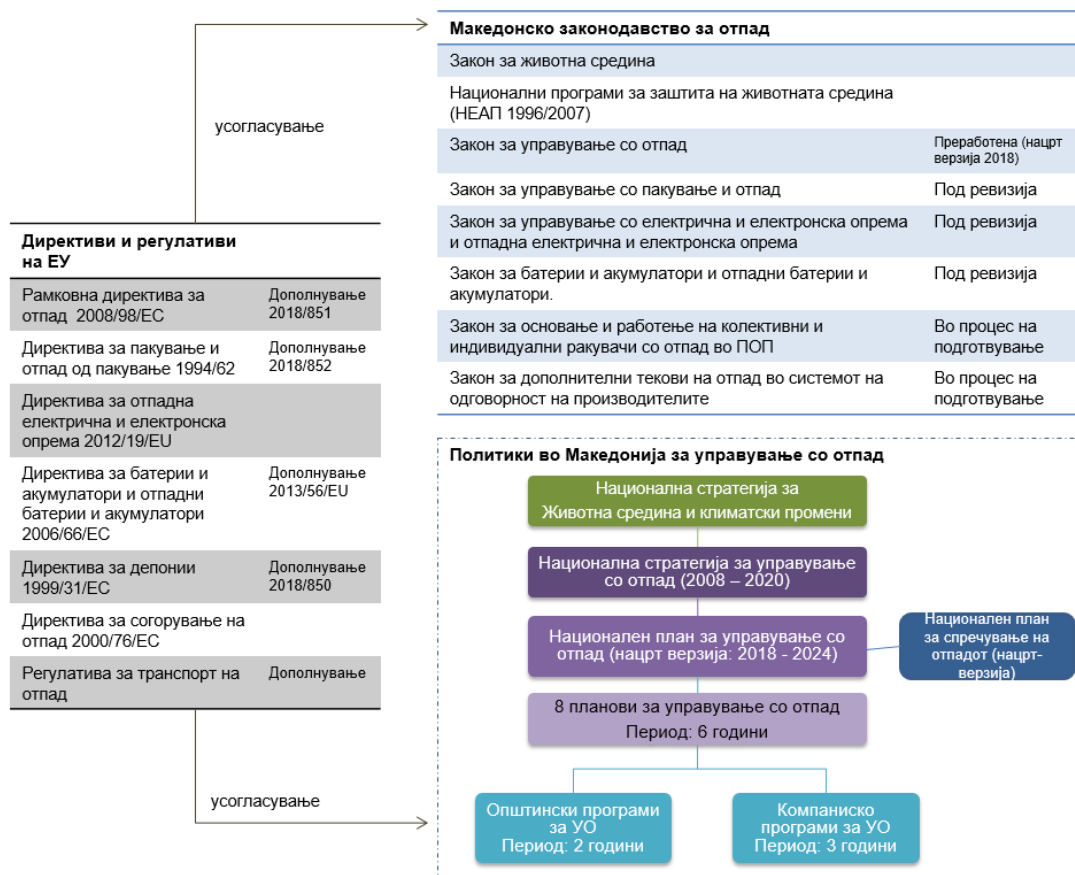 Македонско законодавство за отпад
Закон за животна средина
Национални програми за заштита на животната средина
(НЕАП 1996/2007)
Закон за управување со отпад
Преработена (нацрт
верзија 2018)
Закон за управување со пакување и отпад
Под ревизија
Закон за управување со електрична и електронска опрема
и отпадна електрична и електронска опрема
Под ревизија
Закон за батерии и акумулатори и отпадни батерии и
акумулатори.
Под ревизија
Закон за основање и работење на колективни и
индивидуални ракувачи со отпад во ПОП
Во процес на
подготвување
Закон за дополнителни текови на отпад во системот на
одговорност на производителите
Во процес на
подготвување
усогласување
Директиви и регулативи
на ЕУ
Рамковна директива за
отпад 2008/98/EC
Дополнување
2018/851
Директива за пакување и
отпад од пакување 1994/62
Дополнување
2018/852
Директива за отпадна
електрична и електронска
опрема 2012/19/EU
Директива за батерии и
акумулатори и отпадни
батерии и акумулатори
2006/66/EC
Дополнување
2013/56/EU
Директива за депонии
1999/31/EC
Дополнување
2018/850
Директива за согорување на
отпад 2000/76/EC
Регулатива за транспорт на
отпад
Дополнување
усогласување
Политики во Македонија за управување со отпад
Национална стратегија за
Животна средина и климатски промени
Национална стратегија за управување
со отпад (2008 – 2020)
Национален план за управување со
отпад (нацрт верзија: 2018 - 2024)
Национален план
за спречување на
отпадот (нацрт-
верзија)
8 планови за управување со отпад
Период: 6 години
Општински програми
за УО
Период: 2 години
Компаниско
програми за УО
Период: 3 години